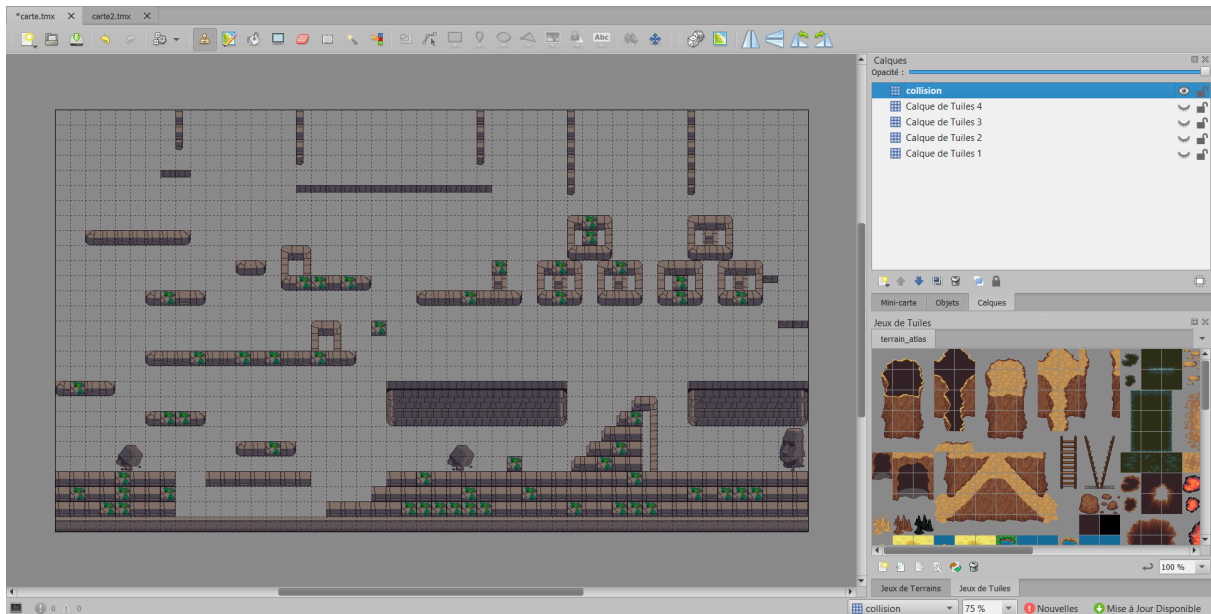 *carte.tmx X carte2.tmx X
Abc
Calques
Opacité :
collision
Calque de Tuiles 4
Calque de Tuiles 3
Calque de Tuiles 2
Calque de Tuiles 1
Mini-carte Objets Calques
Jeux de Tuiles
terrain_atlas
100 %
Jeux de Terrains Jeux de Tuiles
0 0 collision 75 % Nouvelles Mise à Jour Disponible